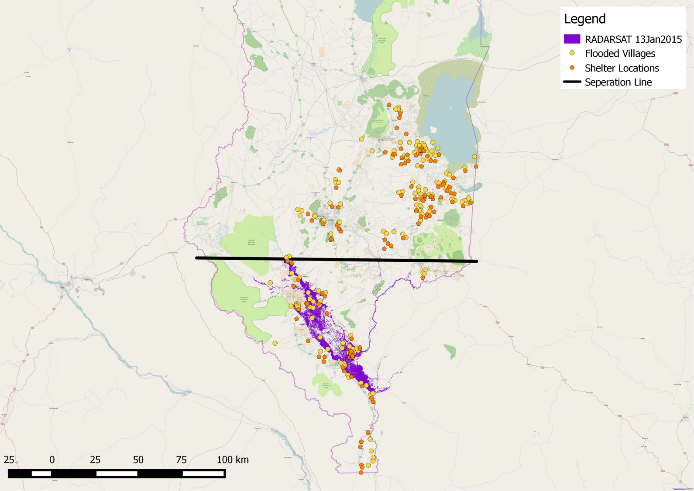 Legend
RADARSAT 13Jan2015
Flooded Villages
Shelter Locations
Seperation Line
25 0 25 50 75 100 km